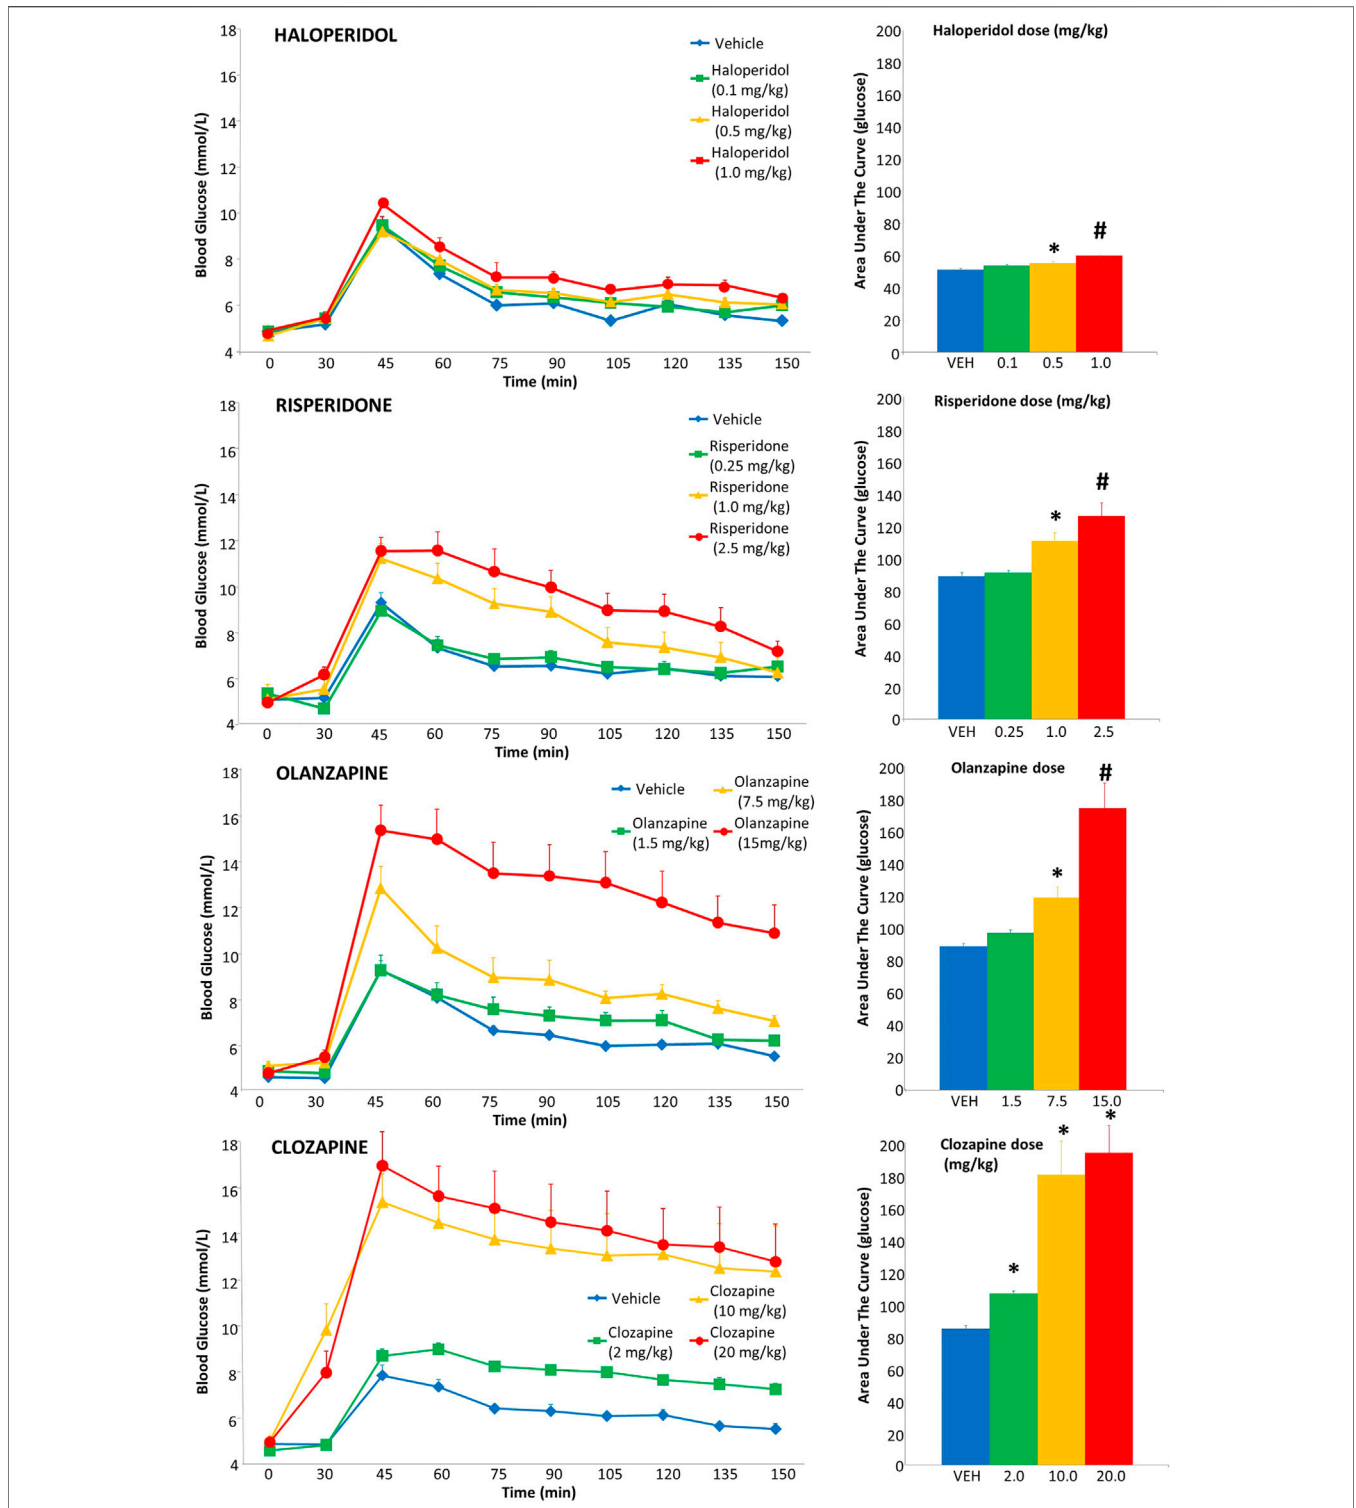 HALOPERIDOL
Blood Glucose (mmol/L)
18
16
14
12
10
8
6
4
0 30 45 60 75 90 105 120 135 150
Time (min)
Vehicle
Haloperidol
(0.1 mg/kg)
Haloperidol
(0.5 mg/kg)
Haloperidol
(1.0 mg/kg)
Haloperidol dose (mg/kg)
Area Under The Curve (glucose)
200
180
160
140
120
100
80
60
40
20
0
* #
VEH 0.1 0.5 1.0
RISPERIDONE
Blood Glucose (mmol/L)
18
16
14
12
10
8
6
4
0 30 45 60 75 90 105 120 135 150
Time (min)
Vehicle
Risperidone
(0.25 mg/kg)
Risperidone
(1.0 mg/kg)
Risperidone
(2.5 mg/kg)
Risperidone dose (mg/kg)
Area Under The Curve (glucose)
200
180
160
140
120
100
80
60
40
20
0
* #
VEH 0.25 1.0 2.5
OLANZAPINE
Blood Glucose (mmol/L)
18
16
14
12
10
8
6
4
0 30 45 60 75 90 105 120 135 150
Time (min)
Vehicle
Olanzapine
(7.5 mg/kg)
Olanzapine
(1.5 mg/kg)
Olanzapine
(15mg/kg)
Olanzapine dose
Area Under The Curve (glucose)
200
180
160
140
120
100
80
60
40
20
0
* #
VEH 1.5 7.5 15.0
CLOZAPINE
Blood Glucose (mmol/L)
18
16
14
12
10
8
6
4
0 30 45 60 75 90 105 120 135 150
Time (min)
Vehicle
Clozapine
(10 mg/kg)
Clozapine
(2 mg/kg)
Clozapine
(20 mg/kg)
Clozapine dose
(mg/kg)
Area Under The Curve (glucose)
200
180
160
140
120
100
80
60
40
20
0
* * *
VEH 2.0 10.0 20.0